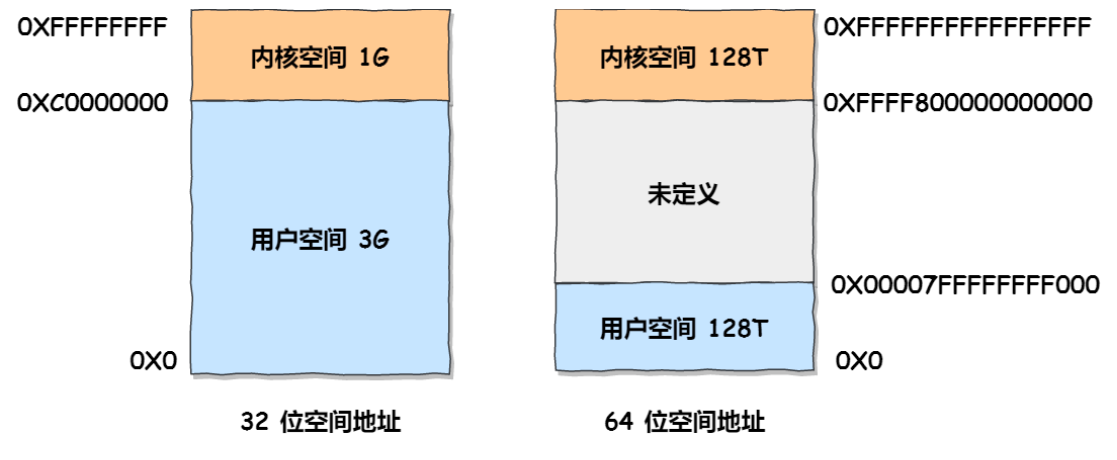 0XFFFFFFFF
内核空间 1G
0XC0000000
用户空间 3G
0X0
32 位空间地址
0XFFFFFFFFFFFFFFFF
内核空间 128T
0XFFFF800000000000
未定义
0X00007FFFFFFFF000
用户空间 128T
0X0
64 位空间地址